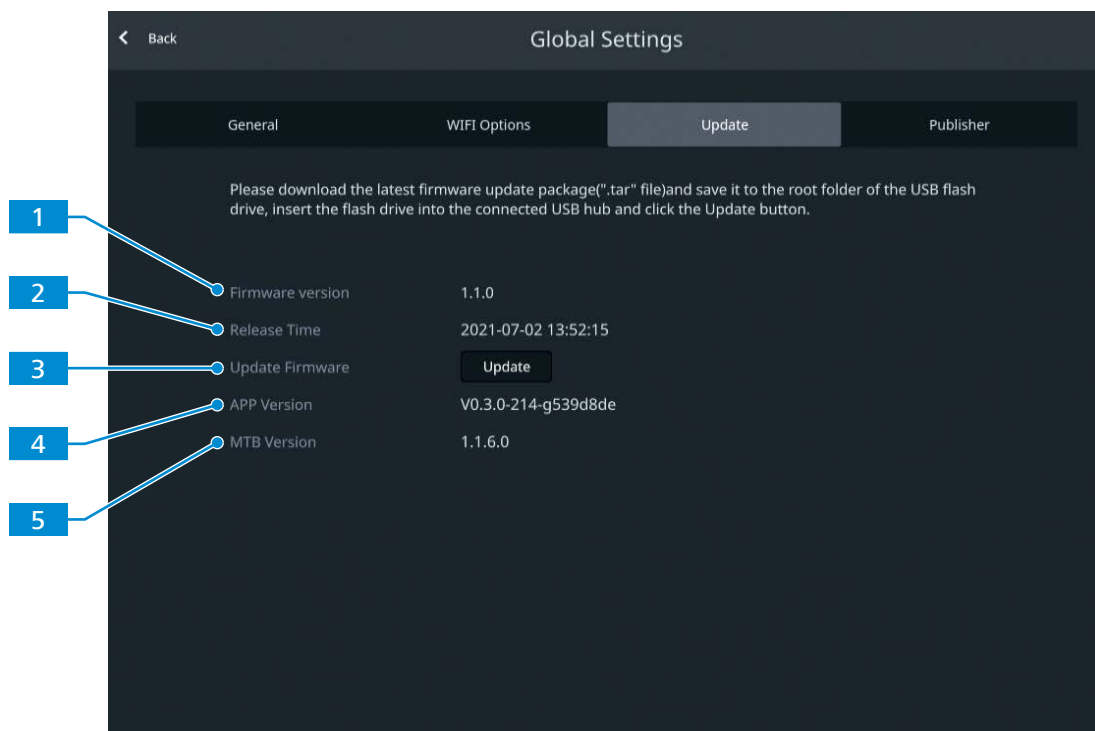 Back
Global Settings
General
WIFI Options
Update
Publisher
Please download the latest firmware update package(".tar" file)and save it to the root folder of the USB flash
drive, insert the flash drive into the connected USB hub and click the Update button.
1
Firmware version 1.1.0
2
Release Time 2021-07-02 13:52:15
3
Update Firmware Update
4
APP Version V0.3.0-214-g539d8de
5
MTB Version 1.1.6.0